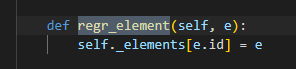 def regr_element(self, e):
    self._elements[e.id] = e